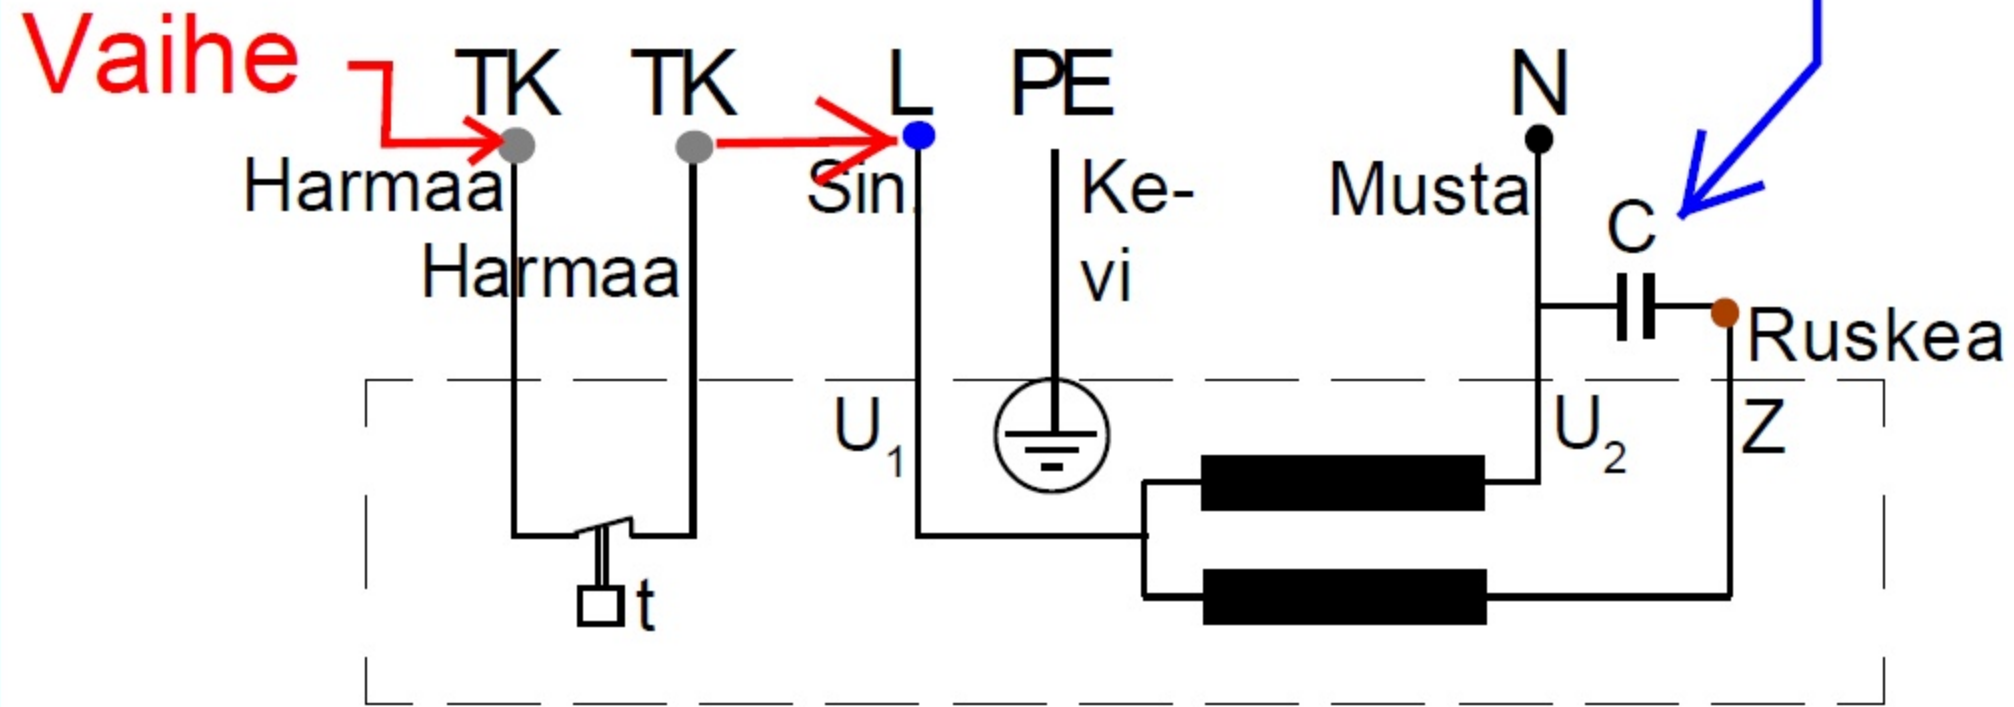 Vaihe TK TK L PE N
Harmaa Sin. Ke- Musta C
Harmaa vi
Ruskea
U1 U2 Z
t